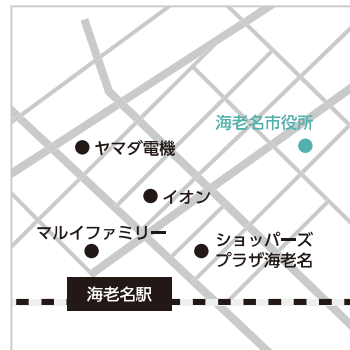 海老名市役所
ヤマダ電機
イオン
マルイファミリー
ショッパーズ
プラザ海老名
海老名駅